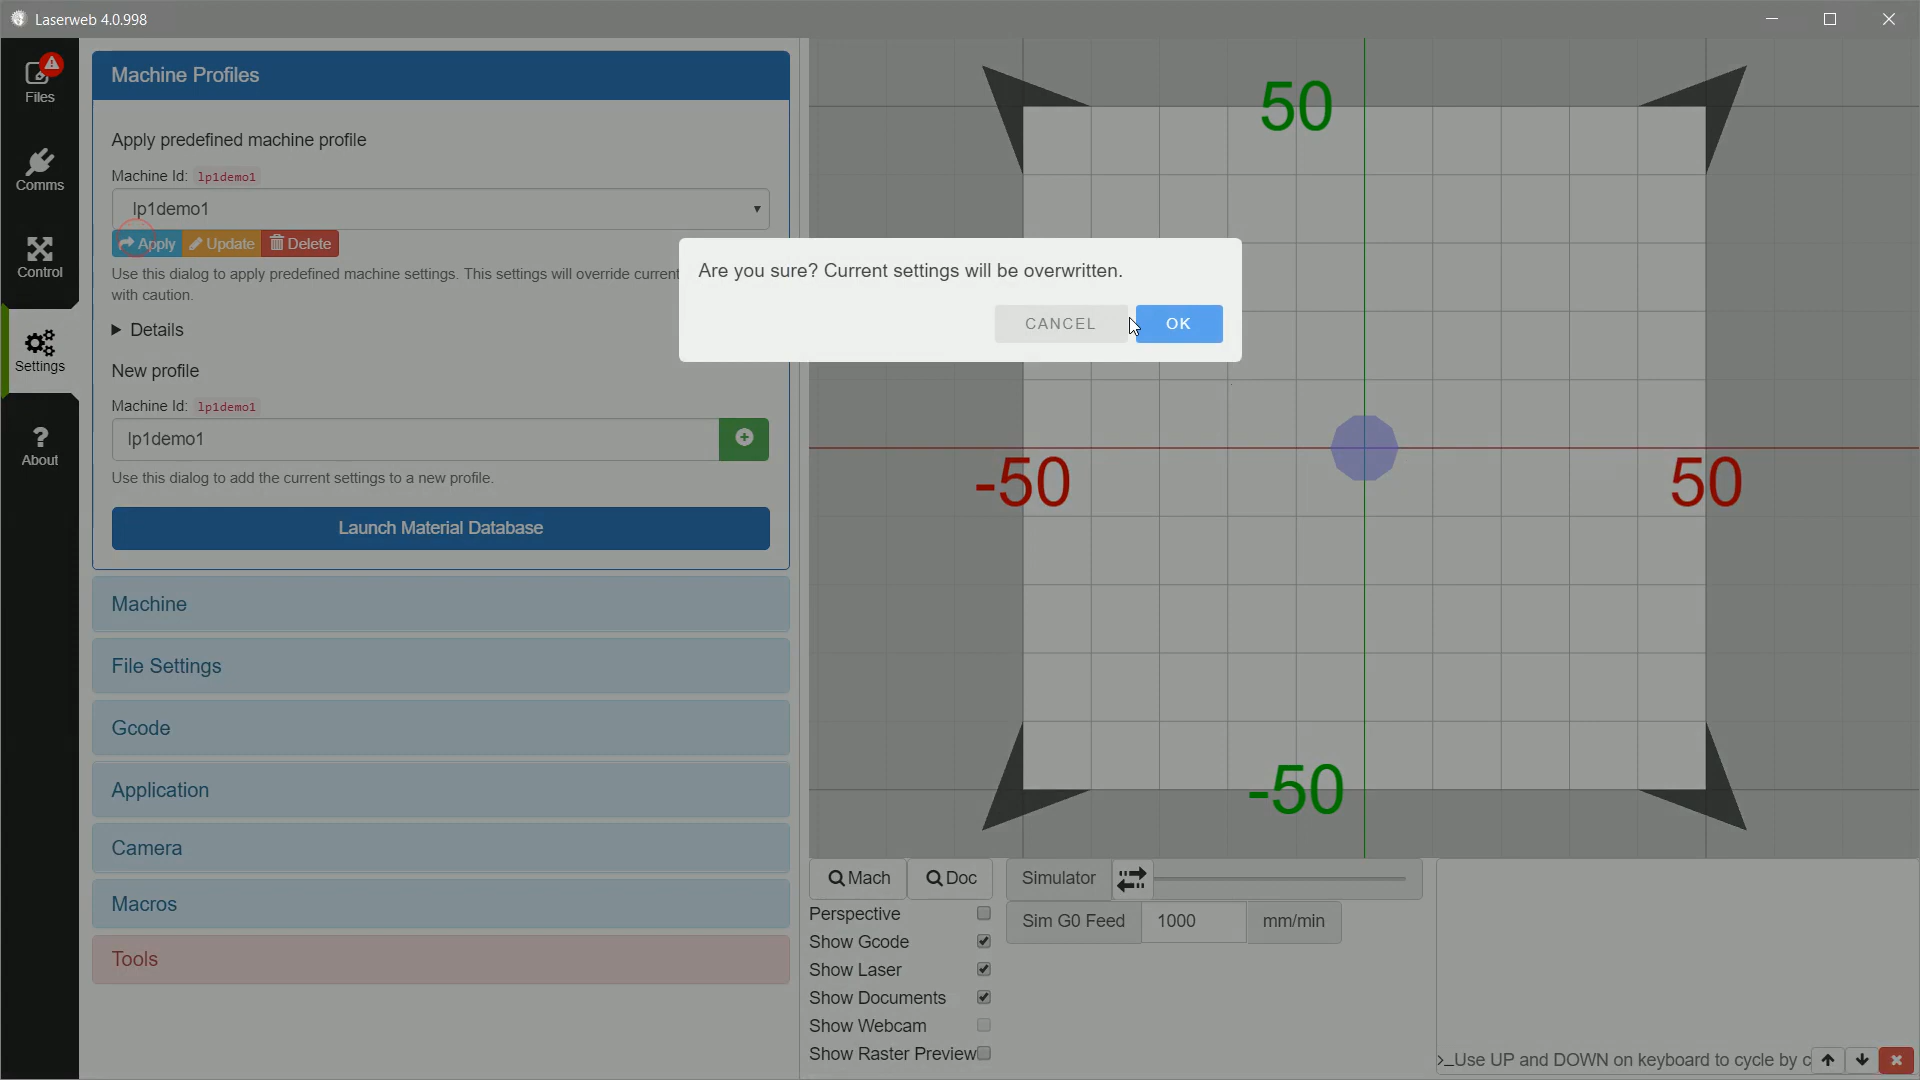 Laserweb 4.0.998
Files
Comms
Control
Settings
About
Machine Profiles
Apply predefined machine profile
Machine Id: lp1demo1
lp1demo1
Apply Update Delete
Use this dialog to apply predefined machine settings. This settings will override current
with caution.
Details
New profile
Machine Id: lp1demo1
lp1demo1
Use this dialog to add the current settings to a new profile.
Launch Material Database
Machine
File Settings
Gcode
Application
Camera
Macros
Tools
Are you sure? Current settings will be overwritten.
CANCEL OK
50
-50 50
-50
Mach Doc Simulator
Perspective
Sim G0 Feed 1000 mm/min
Show Gcode
Show Laser
Show Documents
Show Webcam
Show Raster Preview
>_Use UP and DOWN on keyboard to cycle by c